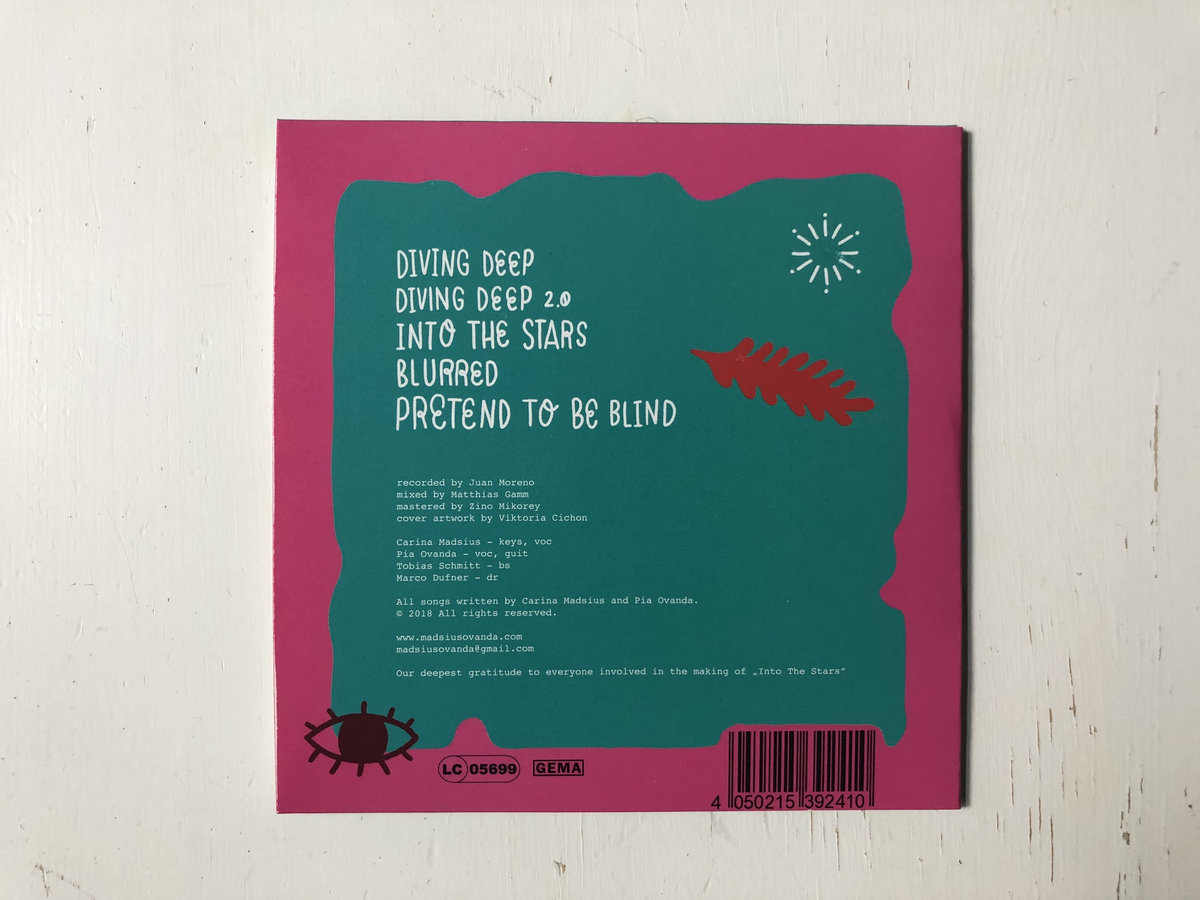 DIVING DEEP
DIVING DEEP 2.0
INTO THE STARS
BLURRED
PRETEND TO BE BLIND
recorded by Juan Moreno
mixed by Matthias Gamm
mastered by Zino Mikorey
cover artwork by Viktoria Cichon
Carina Madsius – keys, voc
Pia Ovanda – voc, guit
Tobias Schmitt – bs
Marco Dufner – dr
All songs written by Carina Madsius and Pia Ovanda.
© 2018 All rights reserved.
www.madsiusovanda.com
madsiusovanda@gmail.com
Our deepest gratitude to everyone involved in the making of „Into The Stars“
LC 05699 GEMA
4 050215 392410